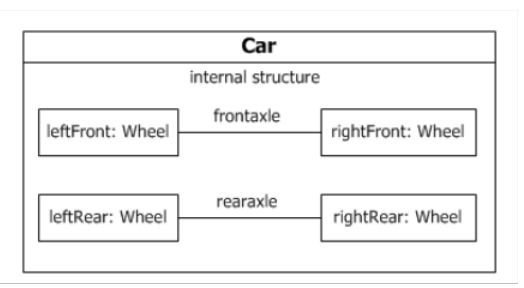 Car
internal structure
leftFront: Wheel
frontaxle
rightFront: Wheel
leftRear: Wheel
rearaxle
rightRear: Wheel